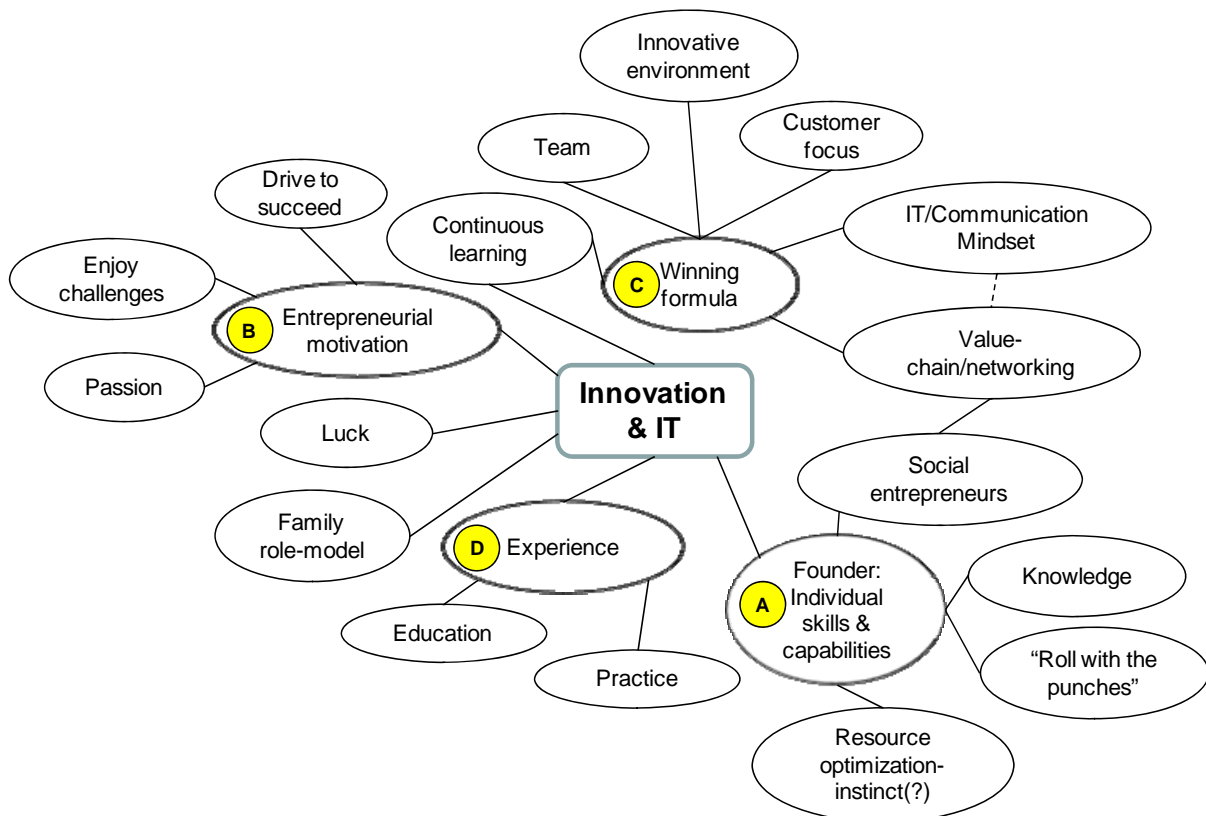 Innovative
environment
Customer
focus
Team
Drive to
succeed
Continuous
learning
IT/Communication
Mindset
Enjoy
challenges
C
Winning
formula
B
Entrepreneurial
motivation
Value-
chain/networking
Passion
Innovation
& IT
Luck
Social
entrepreneurs
Family
role-model
D
Experience
A
Founder:
Individual
skills &
capabilities
Knowledge
Education
Practice
“Roll with the
punches”
Resource
optimization-
instinct(?)